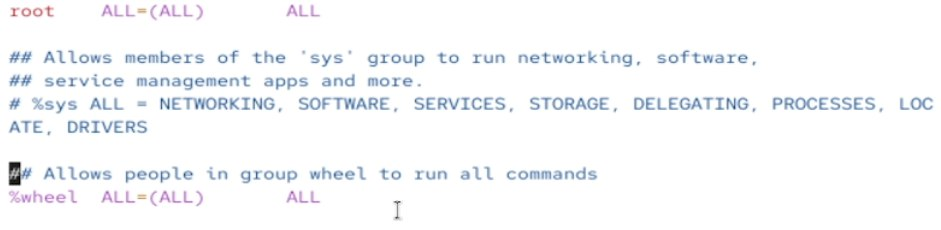 root    ALL=(ALL)       ALL
## Allows members of the 'sys' group to run networking, software,
## service management apps and more.
# %sys ALL = NETWORKING, SOFTWARE, SERVICES, STORAGE, DELEGATING, PROCESSES, LOC
ATE, DRIVERS
## Allows people in group wheel to run all commands
%wheel  ALL=(ALL)       ALL